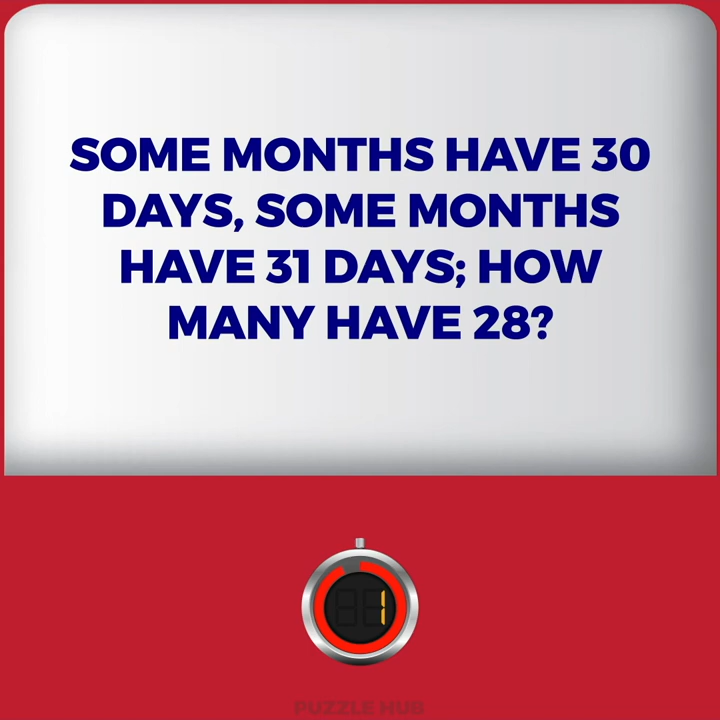 SOME MONTHS HAVE 30
DAYS, SOME MONTHS
HAVE 31 DAYS; HOW
MANY HAVE 28?
1
PUZZLE HUB